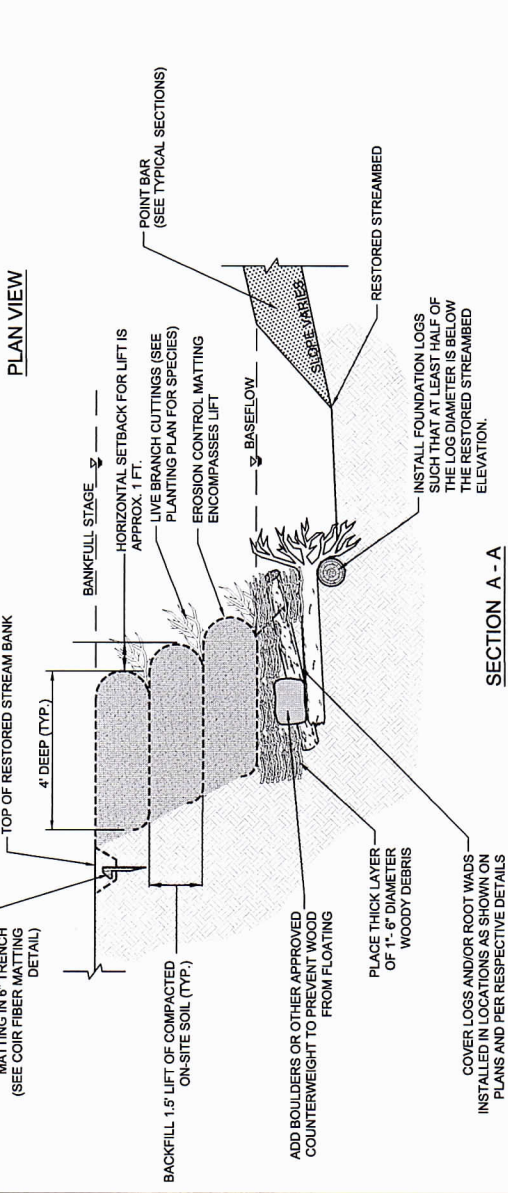 PLAN VIEW
MATTING IN 6" TRENCH
(SEE COIR FIBER MATTING
DETAIL)
TOP OF RESTORED STREAM BANK
4' DEEP (TYP.)
BANKFULL STAGE
HORIZONTAL SETBACK FOR LIFT IS
APPROX. 1 FT.
LIVE BRANCH CUTTINGS (SEE
PLANTING PLAN FOR SPECIES)
EROSION CONTROL MATTING
ENCOMPASSES LIFT
BASEFLOW
POINT BAR
(SEE TYPICAL SECTIONS)
SLOPE VARIES
RESTORED STREAMBED
INSTALL FOUNDATION LOGS
SUCH THAT AT LEAST HALF OF
THE LOG DIAMETER IS BELOW
THE RESTORED STREAMBED
ELEVATION.
BACKFILL 1.5' LIFT OF COMPACTED
ON-SITE SOIL (TYP.)
ADD BOULDERS OR OTHER APPROVED
COUNTERWEIGHT TO PREVENT WOOD
FROM FLOATING
PLACE THICK LAYER
OF 1"- 6" DIAMETER
WOODY DEBRIS
COVER LOGS AND/OR ROOT WADS
INSTALLED IN LOCATIONS AS SHOWN ON
PLANS AND PER RESPECTIVE DETAILS
SECTION A - A